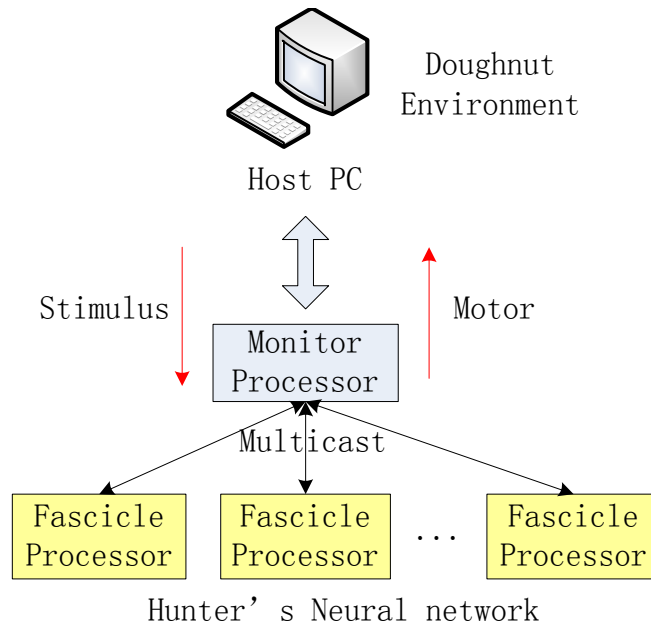 Doughnut
Environment
Host PC
Stimulus
Motor
Monitor
Processor
Multicast
Fascicle
Processor
Fascicle
Processor
...
Fascicle
Processor
Hunter’s Neural network